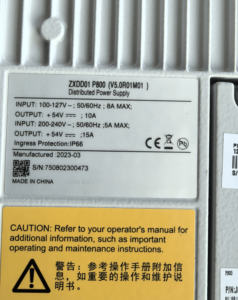 ZXDD01 P800 (V5.0R01M01 )
Distributed Power Supply
INPUT: 100-127V~; 50/60Hz ;8A MAX;
OUTPUT: +54V⎓ ; 10A
INPUT: 200-240V~; 50/60Hz ;5A MAX;
OUTPUT: +54V⎓ ;15A
Ingress Protection:IP66
Manufactured 2023-03
S/N:750802300473
MADE IN CHINA
CAUTION: Refer to your operator's manual for
additional information, such as important
operating and maintenance instructions.
警告：参考操作手册附加信
息，如重要的操作和维护说
明书。